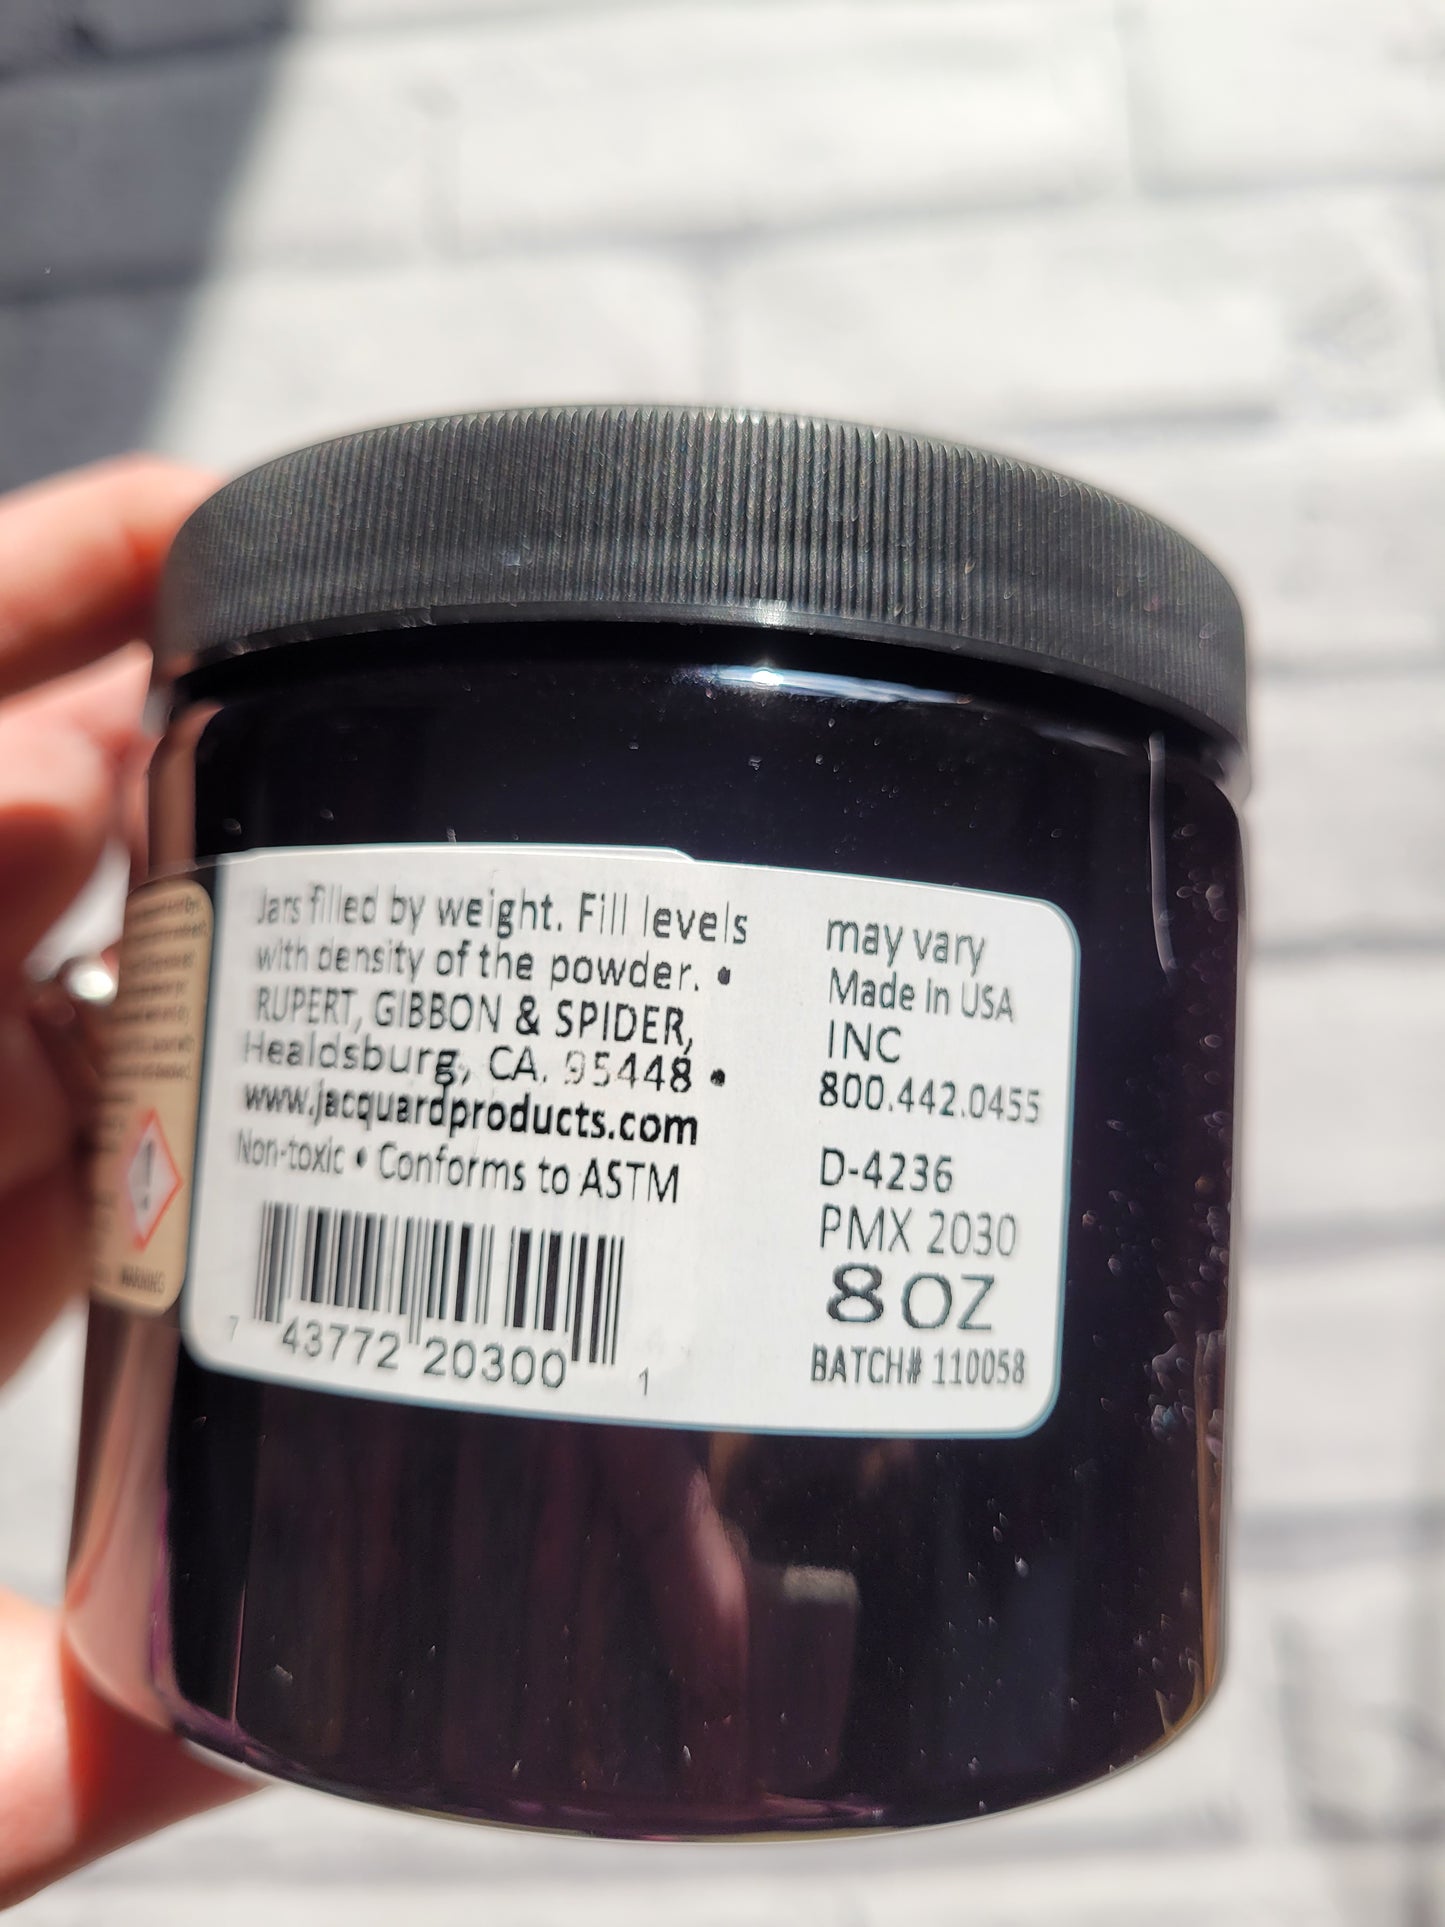 Jars filled by weight. Fill levels may vary
with density of the powder. • Made in USA
RUPERT, GIBBON & SPIDER, INC
Healdsburg, CA. 95448 • 800.442.0455
www.jacquardproducts.com
Non-toxic • Conforms to ASTM D-4236
PMX 2030
8 OZ
BATCH# 110058
7 43772 20300 1
WARNING